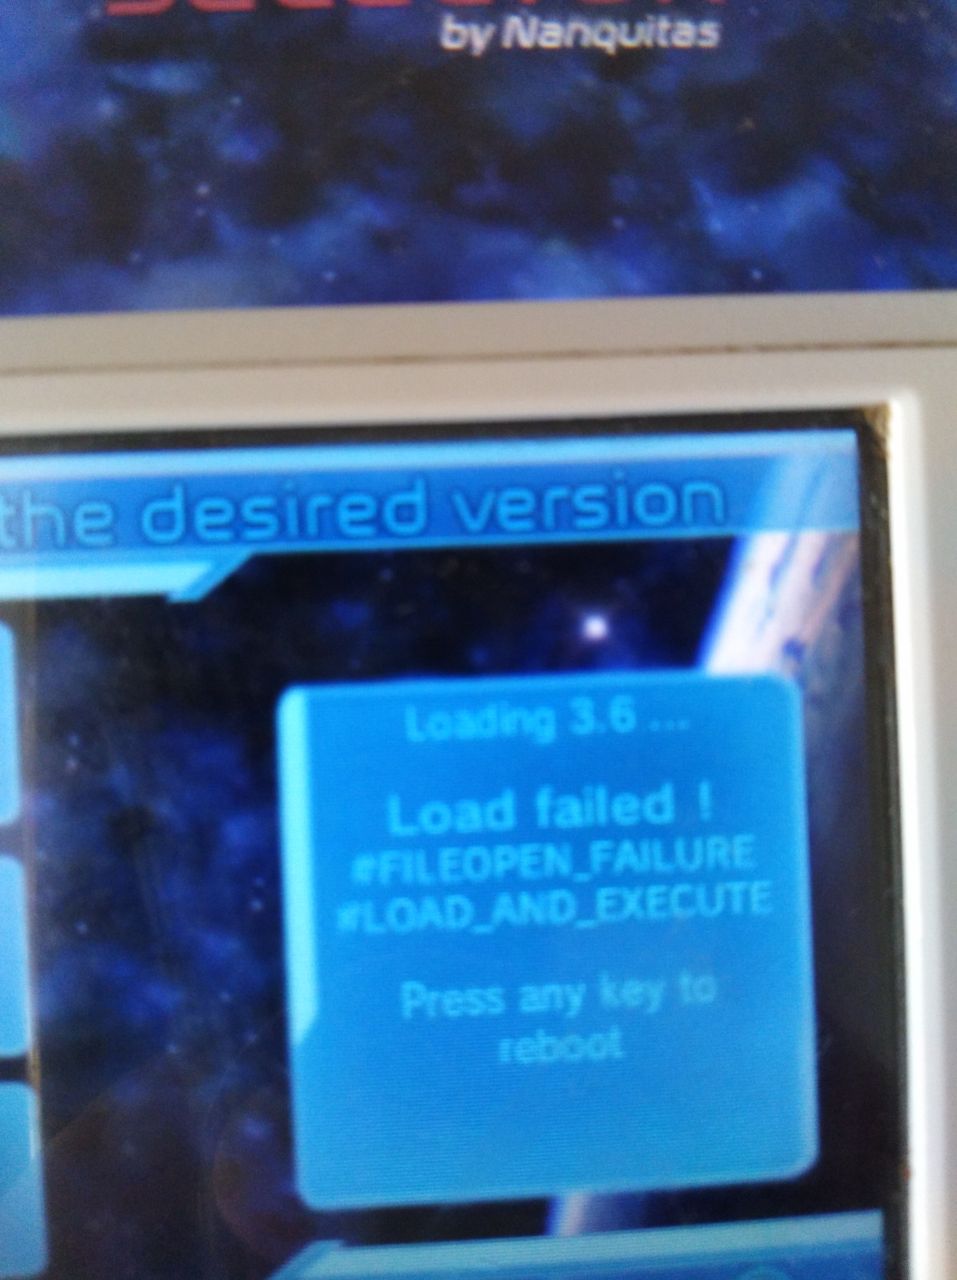 by Nanquitas
the desired version
Loading 3.6 ...
Load failed !
#FILEOPEN_FAILURE
#LOAD_AND_EXECUTE
Press any key to
reboot